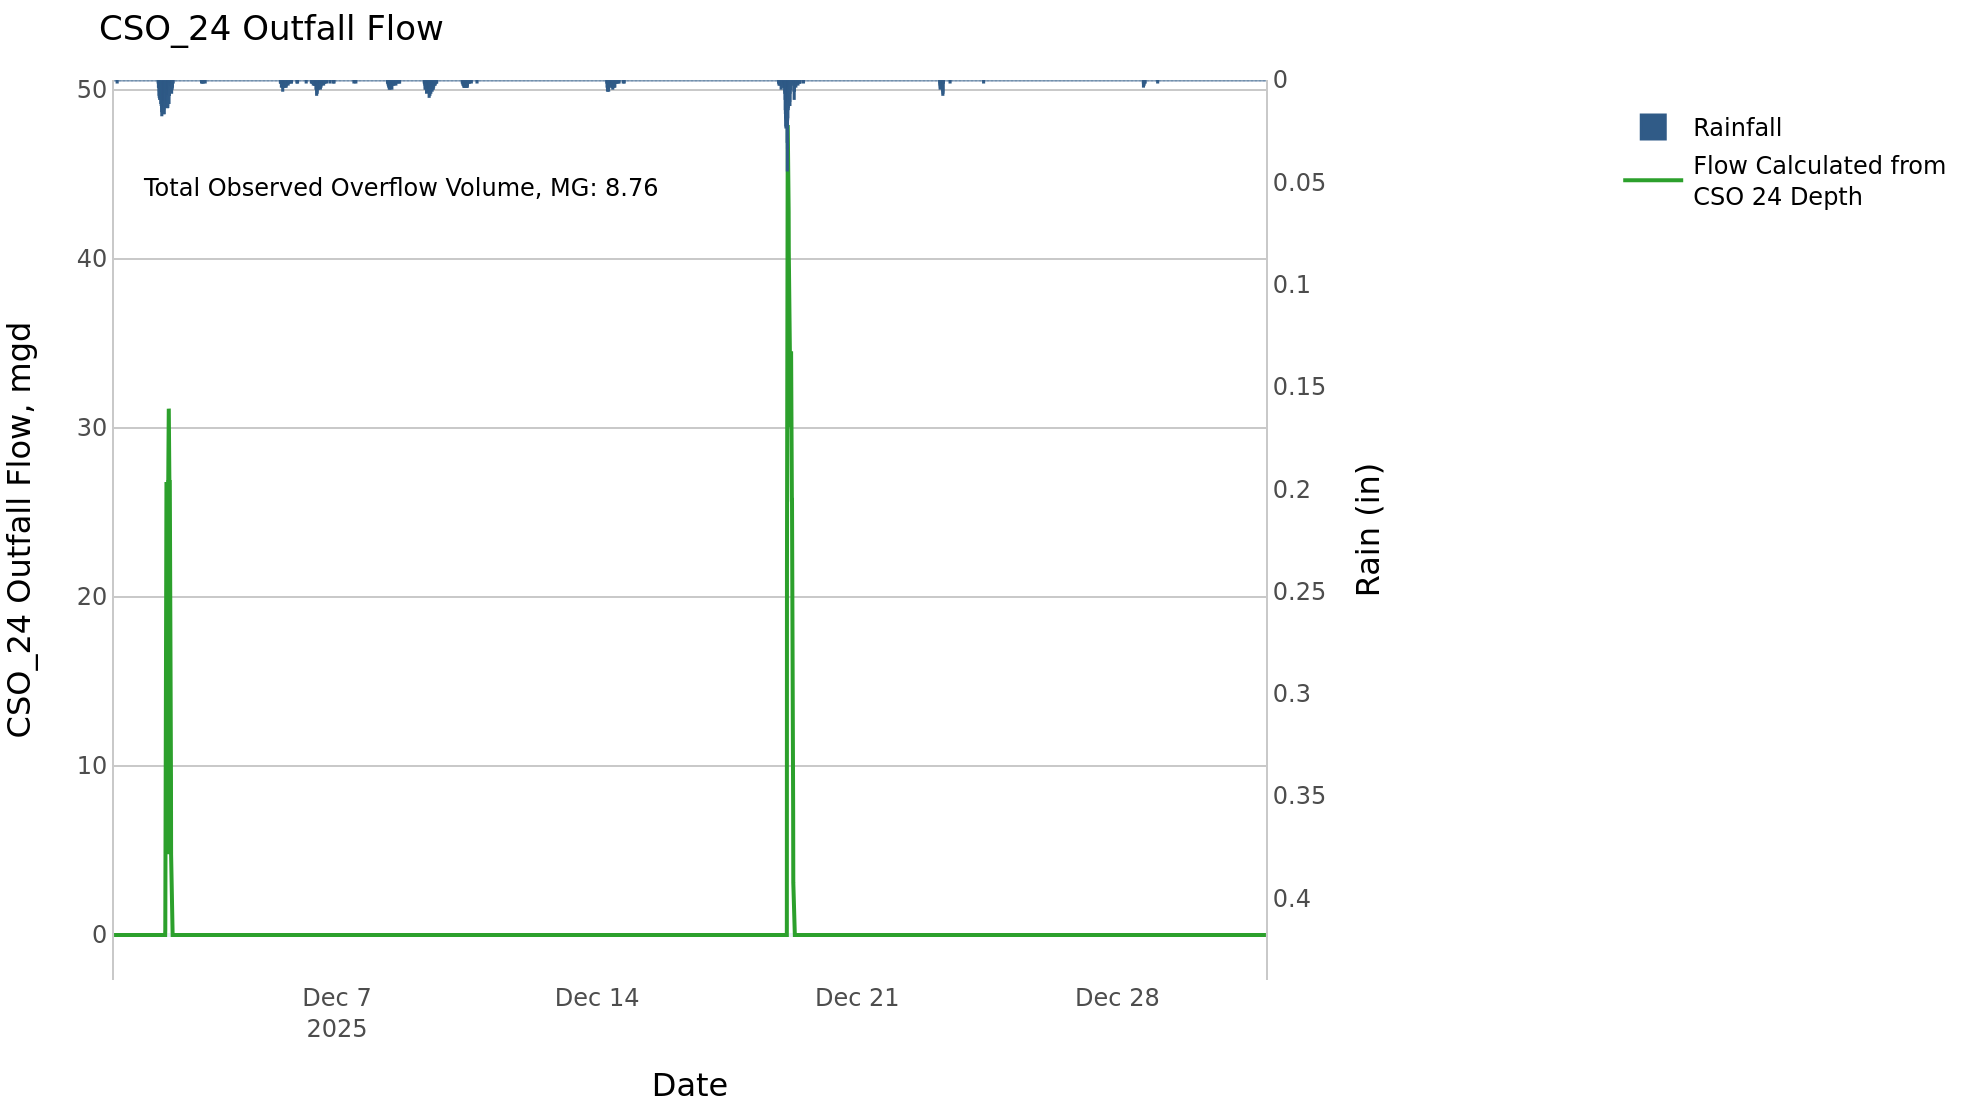 CSO_24 Outfall Flow
50
40
30
20
10
0
CSO_24 Outfall Flow, mgd
Total Observed Overflow Volume, MG: 8.76
0
0.05
0.1
0.15
0.2
0.25
0.3
0.35
0.4
Rain (in)
Rainfall
Flow Calculated from
CSO 24 Depth
Dec 7
2025
Dec 14
Dec 21
Dec 28
Date